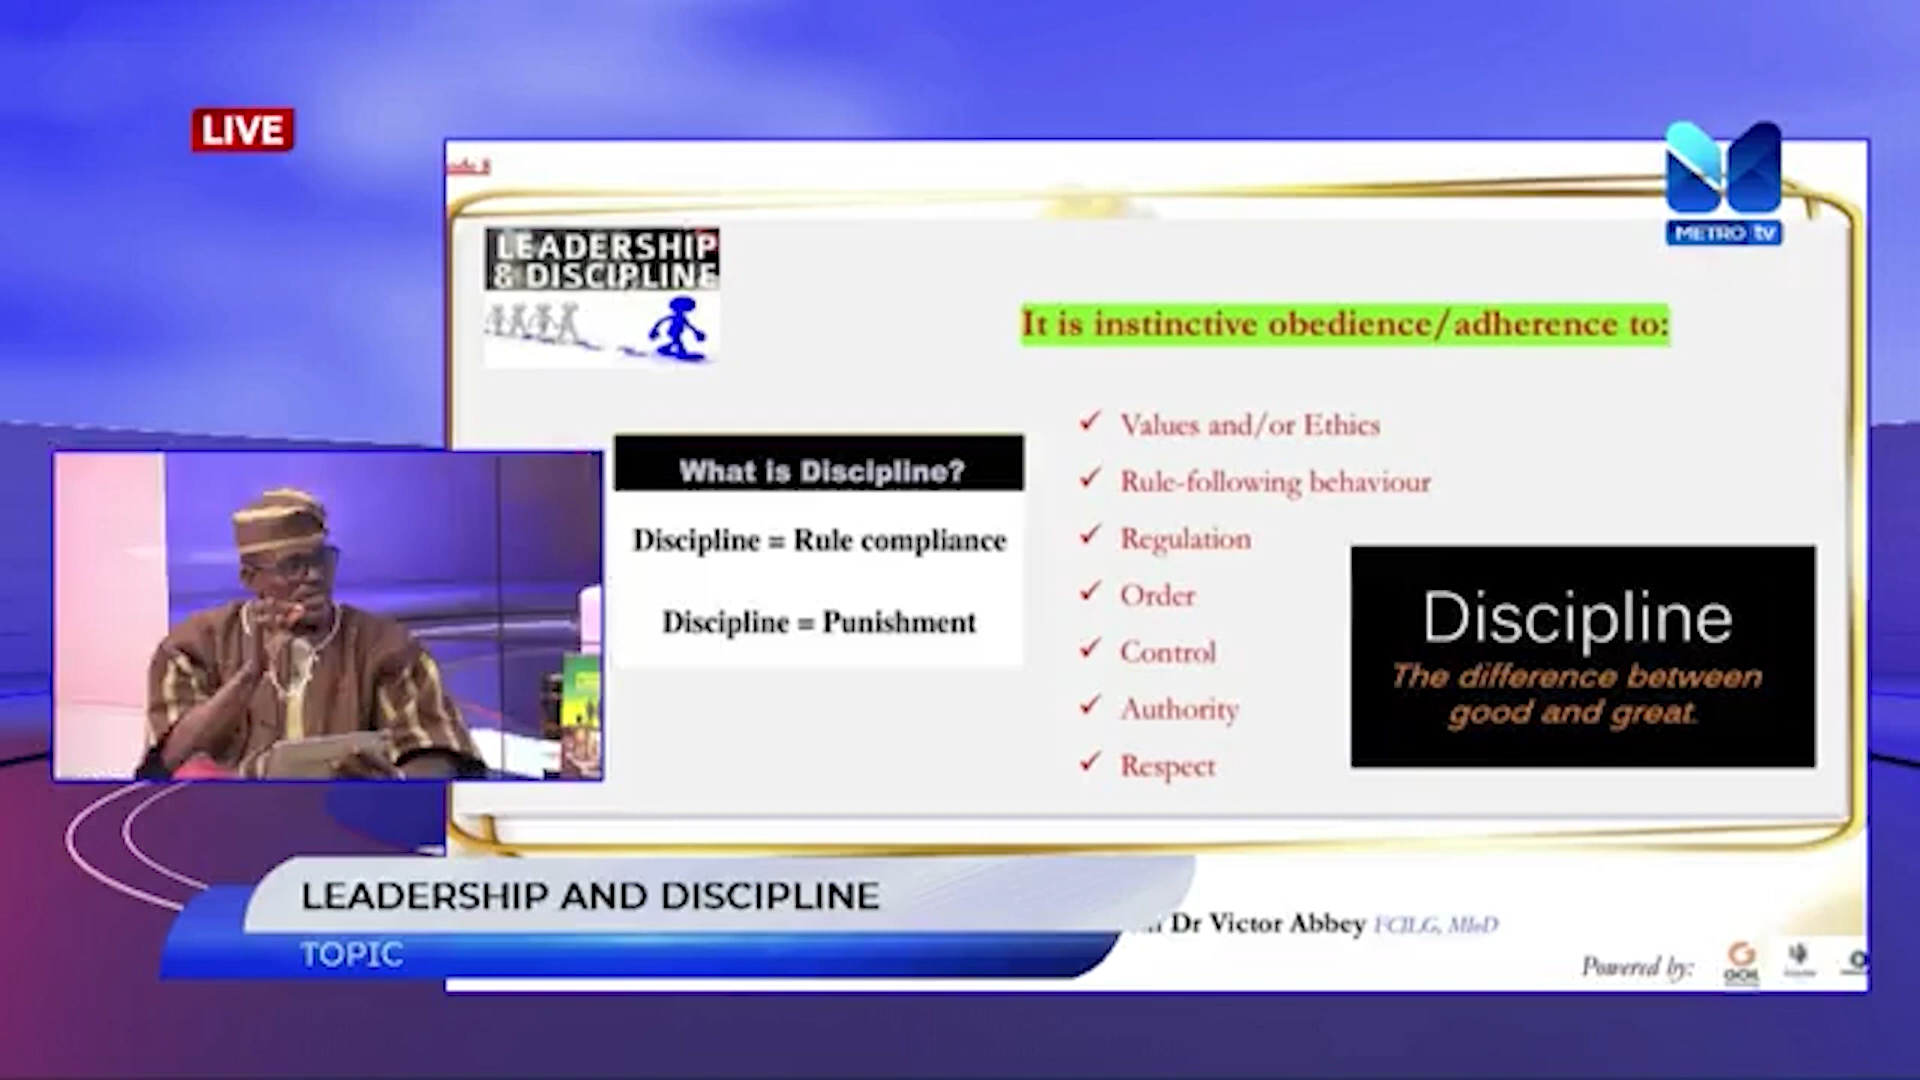 LIVE
METRO tv
LEADERSHIP
& DISCIPLINE
It is instinctive obedience/adherence to:
What is Discipline?
Discipline = Rule compliance
Discipline = Punishment
✓ Values and/or Ethics
✓ Rule-following behaviour
✓ Regulation
✓ Order
✓ Control
✓ Authority
✓ Respect
Discipline
The difference between
good and great.
LEADERSHIP AND DISCIPLINE
TOPIC
Dr Victor Abbey FCILG, MIoD
Powered by:
GOIL